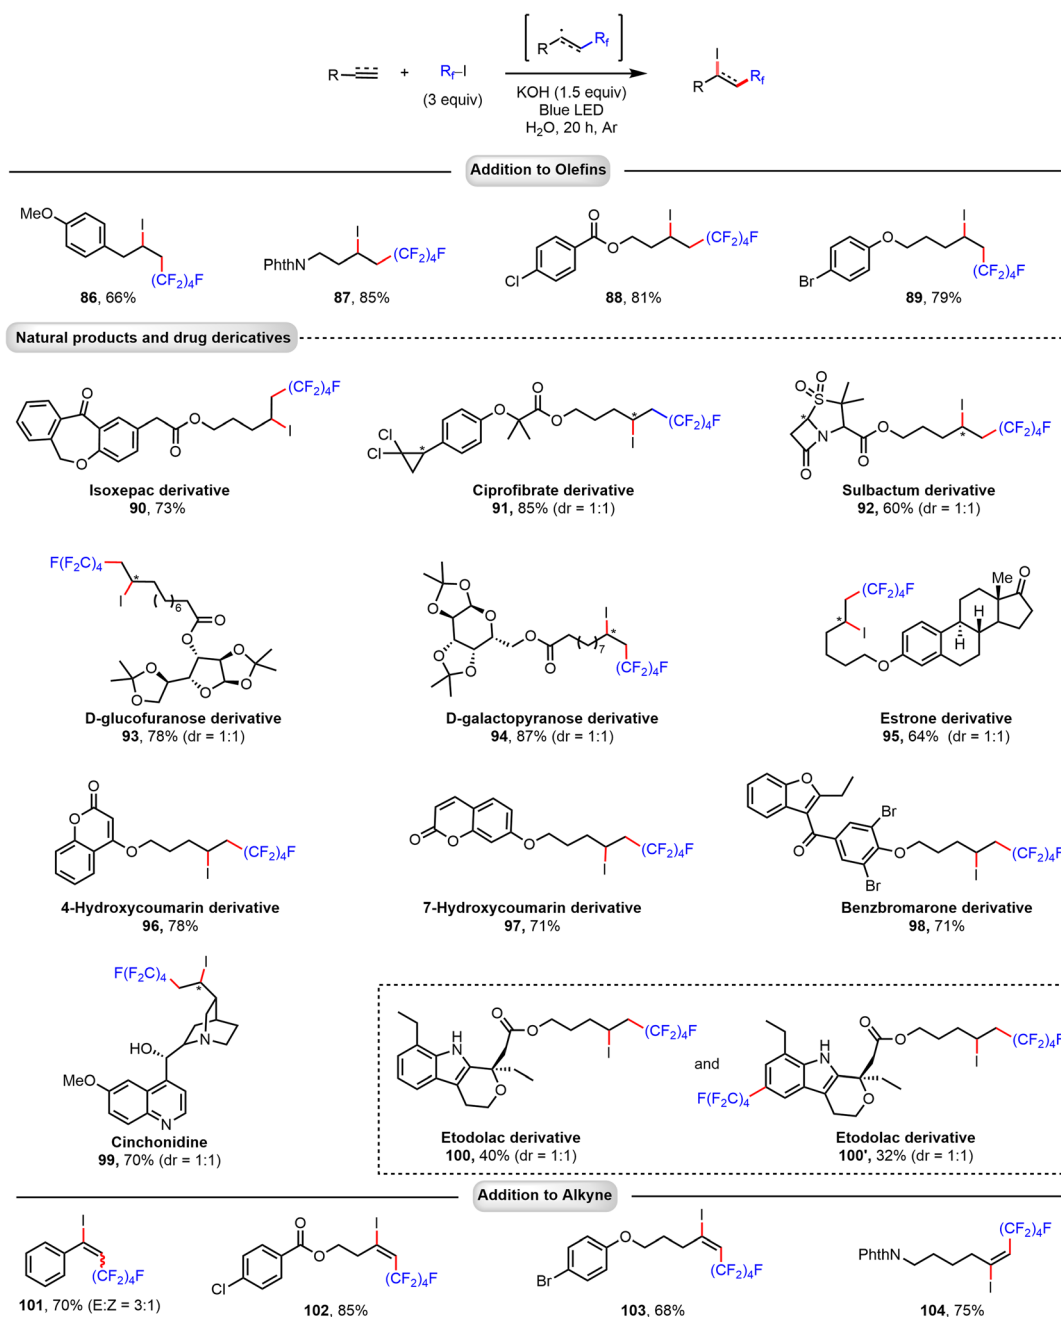 R
+
Rf–I
(3 equiv)
R
Rf
KOH (1.5 equiv)
Blue LED
H2O, 20 h, Ar
I
R
Rf
Addition to Olefins
MeO
I
(CF2)4F
86, 66%
PhthN
I
(CF2)4F
87, 85%
O
O
Cl
I
(CF2)4F
88, 81%
Br
O
I
(CF2)4F
89, 79%
Natural products and drug dericatives
O
O
O
O
I
(CF2)4F
Isoxepac derivative
90, 73%
Cl
Cl
*
O
O
O
*
I
(CF2)4F
Ciprofibrate derivative
91, 85% (dr = 1:1)
O
O
S
*
N
O
O
O
I
*
(CF2)4F
Sulbactum derivative
92, 60% (dr = 1:1)
F(F2C)4
*
I
6
O
O
O
O
O
O
O
D-glucofuranose derivative
93, 78% (dr = 1:1)
O
O
O
O
O
O
O
7
I
*
(CF2)4F
D-galactopyranose derivative
94, 87% (dr = 1:1)
(CF2)4F
*
I
O
Me
O
H
H
Estrone derivative
95, 64% (dr = 1:1)
O
O
O
I
(CF2)4F
4-Hydroxycoumarin derivative
96, 78%
O
O
O
I
(CF2)4F
7-Hydroxycoumarin derivative
97, 71%
O
O
Br
Br
O
I
(CF2)4F
Benzbromarone derivative
98, 71%
F(F2C)4
I
*
N
HO
MeO
N
Cinchonidine
99, 70% (dr = 1:1)
H
N
O
O
O
I
(CF2)4F
Etodolac derivative
100, 40% (dr = 1:1)
and
F(F2C)4
H
N
O
O
O
I
(CF2)4F
Etodolac derivative
100', 32% (dr = 1:1)
Addition to Alkyne
I
(CF2)4F
101, 70% (E:Z = 3:1)
O
O
Cl
I
(CF2)4F
102, 85%
Br
O
I
(CF2)4F
103, 68%
PhthN
I
(CF2)4F
104, 75%